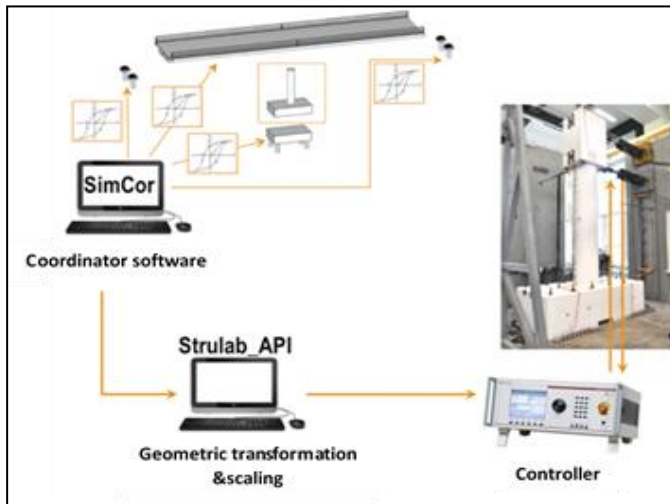 SimCor
Coordinator software
Strulab_API
Geometric transformation
&scaling
Controller